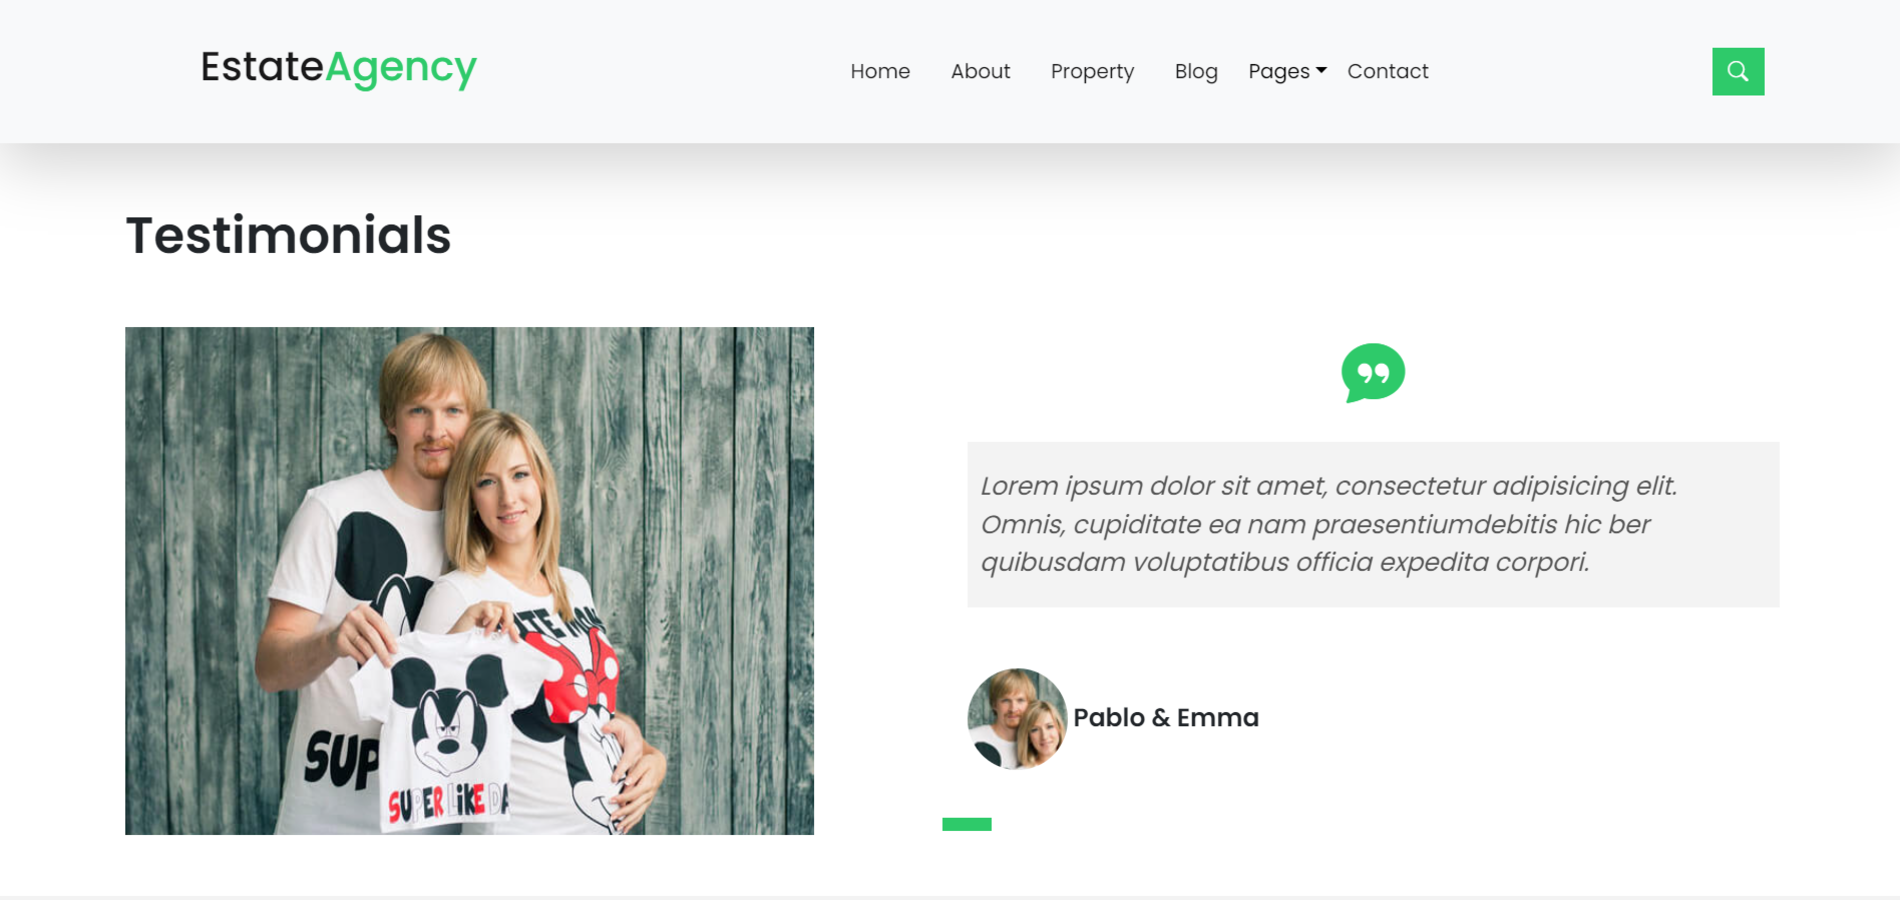 EstateAgency
Home About Property Blog Pages Contact
Testimonials
SUP
SUPER LIKE DA
Lorem ipsum dolor sit amet, consectetur adipisicing elit.
Omnis, cupiditate ea nam praesentiumdebitis hic ber
quibusdam voluptatibus officia expedita corpori.
Pablo & Emma